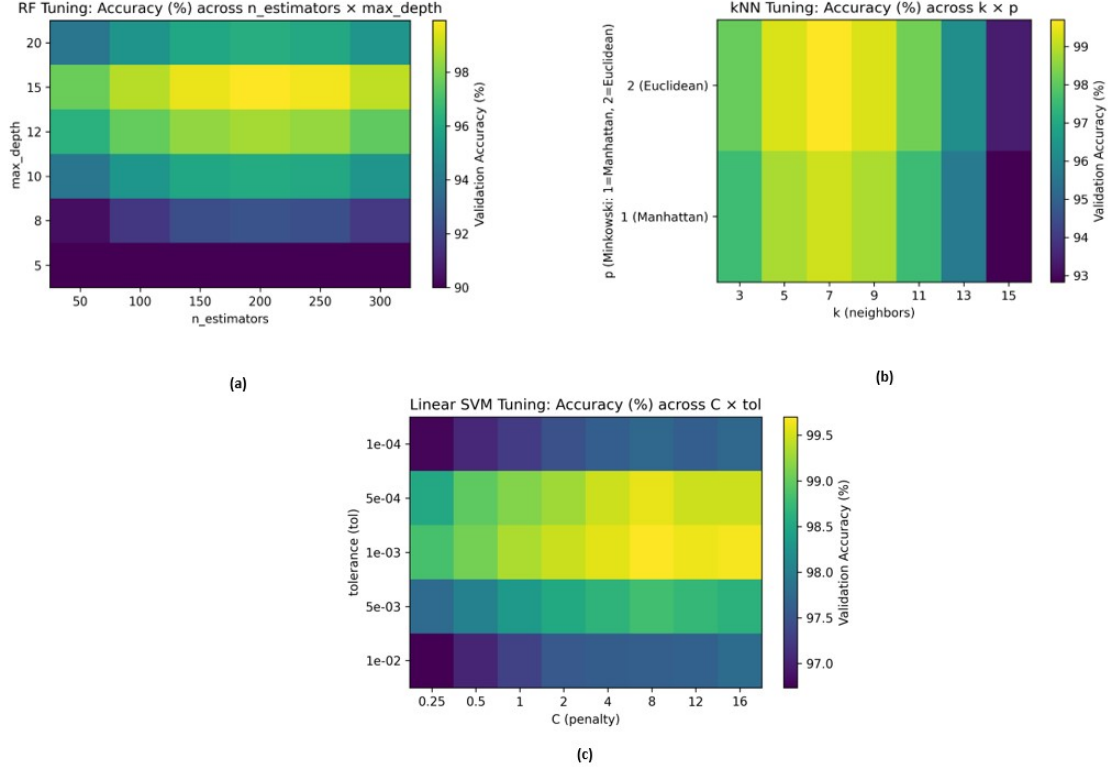 RF Tuning: Accuracy (%) across n_estimators × max_depth
max_depth
20
15
12
10
8
5
50 100 150 200 250 300
n_estimators
98
96
94
92
90
Validation Accuracy (%)
(a)
kNN Tuning: Accuracy (%) across k × p
p (Minkowski: 1=Manhattan, 2=Euclidean)
2 (Euclidean)
1 (Manhattan)
3 5 7 9 11 13 15
k (neighbors)
99
98
97
96
95
94
93
Validation Accuracy (%)
(b)
Linear SVM Tuning: Accuracy (%) across C × tol
tolerance (tol)
1e-04
5e-04
1e-03
5e-03
1e-02
0.25 0.5 1 2 4 8 12 16
C (penalty)
99.5
99.0
98.5
98.0
97.5
97.0
Validation Accuracy (%)
(c)